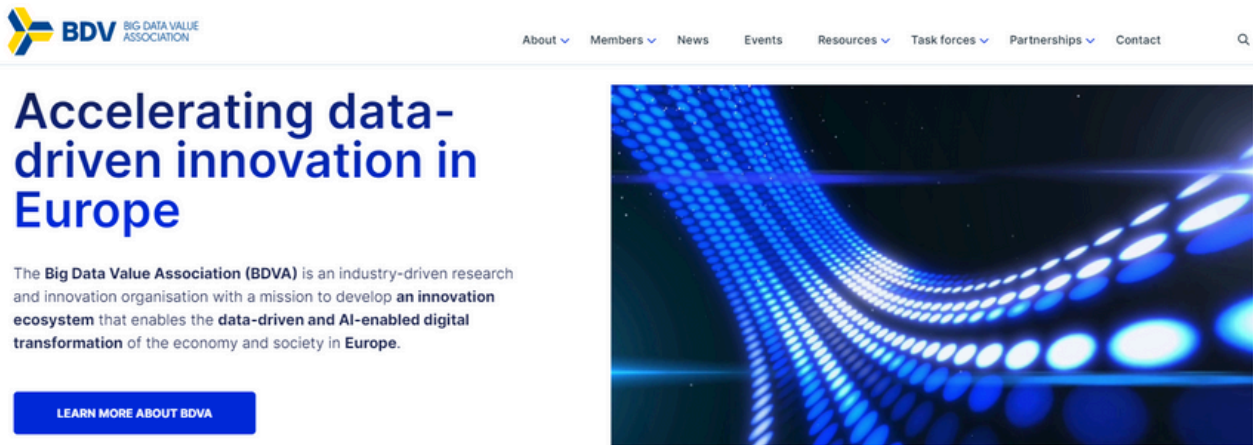 BDV BIG DATA VALUE
ASSOCIATION
About Members News Events Resources Task forces Partnerships Contact
Accelerating data-
driven innovation in
Europe
The Big Data Value Association (BDVA) is an industry-driven research
and innovation organisation with a mission to develop an innovation
ecosystem that enables the data-driven and AI-enabled digital
transformation of the economy and society in Europe.
LEARN MORE ABOUT BDVA